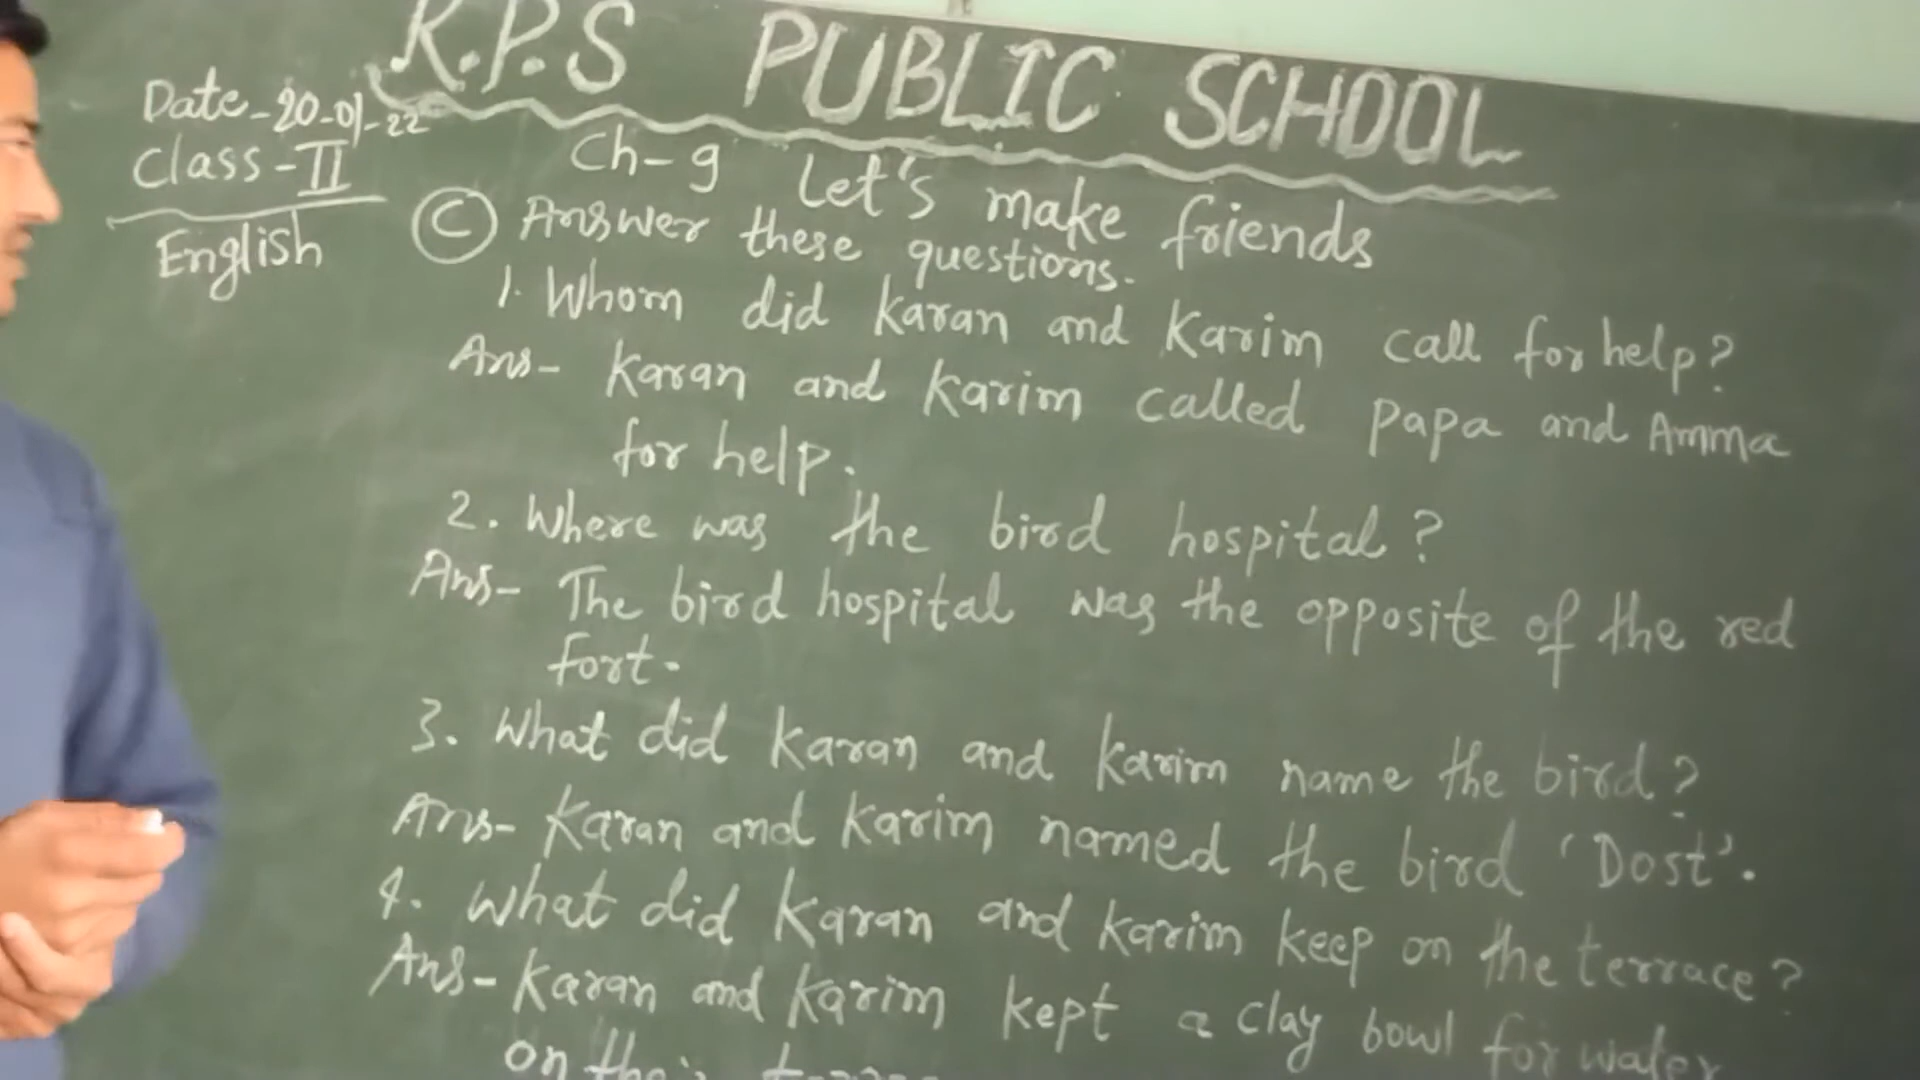 R.P.S PUBLIC SCHOOL
Date-20-01-22
Class-II
English
Ch-9 Let's make friends
C Answer these questions.
1. Whom did Karan and Karim call for help?
Ans- Karan and Karim called Papa and Amma
for help.
2. Where was the bird hospital?
Ans- The bird hospital was the opposite of the red
fort.
3. What did Karan and Karim name the bird?
Ans- Karan and Karim named the bird 'Dost'.
4. What did Karan and Karim keep on the terrace?
Ans- Karan and Karim kept a clay bowl for water
on